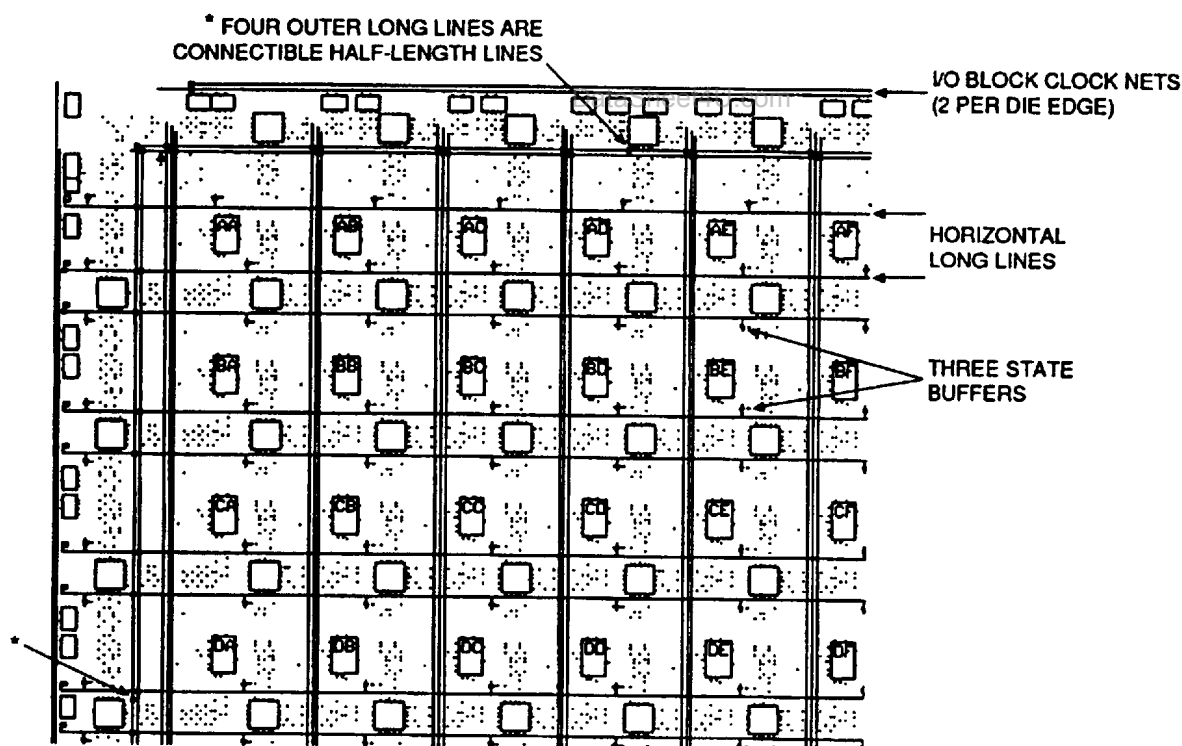 * FOUR OUTER LONG LINES ARE
CONNECTIBLE HALF-LENGTH LINES
I/O BLOCK CLOCK NETS
(2 PER DIE EDGE)
AA AB AC AD AE AF
HORIZONTAL
LONG LINES
THREE STATE
BUFFERS
BA BB BC BD BE BF
CA CB CC CD CE CF
*
DA DB DC DD DE DF